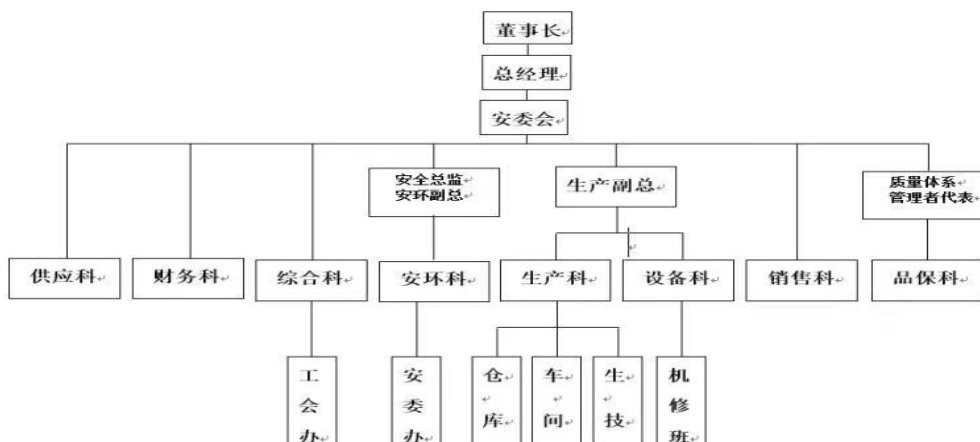 董事长
总经理
安委会
安全总监
安环副总
生产副总
质量体系
管理者代表
供应科
财务科
综合科
安环科
生产科
设备科
销售科
品保科
工会办
安委办
仓库
车间
生技
机修班